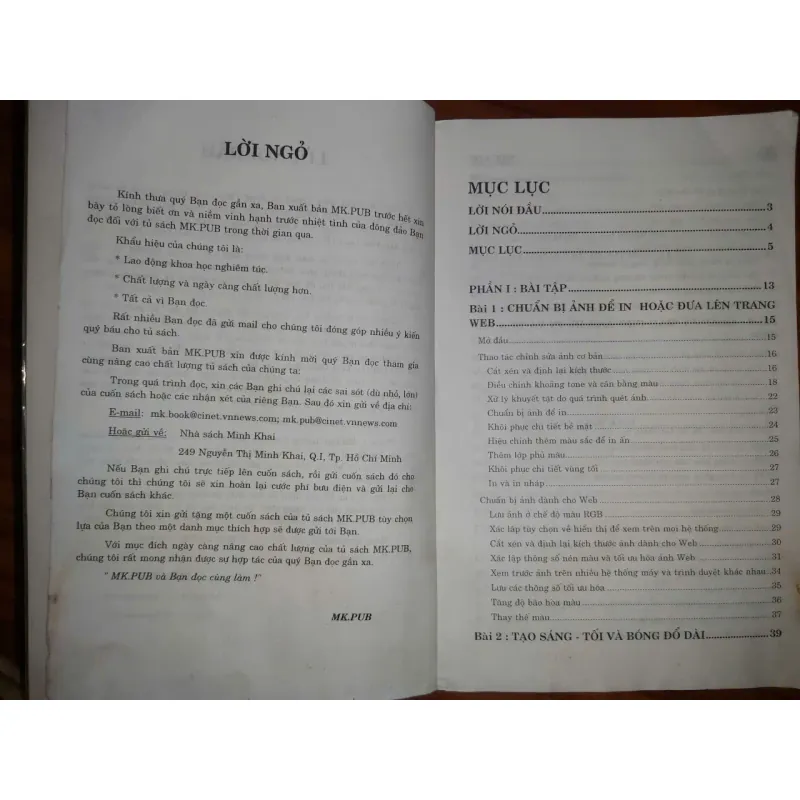 LỜI NGỎ
Kính thưa quý Bạn đọc gần xa, Ban xuất bản MK.PUB trước hết xin
bày tỏ lòng biết ơn và niềm vinh hạnh trước nhiệt tình của đông đảo Bạn
đọc đối với tủ sách MK.PUB trong thời gian qua.
Khẩu hiệu của chúng tôi là:
* Lao động khoa học nghiêm túc.
* Chất lượng và ngày càng chất lượng hơn.
* Tất cả vì Bạn đọc.
Rất nhiều Bạn đọc đã gửi mail cho chúng tôi đóng góp nhiều ý kiến
quý báu cho tủ sách.
Ban xuất bản MK.PUB xin được kính mời quý Bạn đọc tham gia
cùng nâng cao chất lượng tủ sách của chúng ta:
Trong quá trình đọc, xin các Bạn ghi chú lại các sai sót (dù nhỏ, lớn)
của cuốn sách hoặc các nhận xét của riêng Bạn. Sau đó xin gửi về địa chỉ:
E-mail: mk.book@cinet.vnnews.com; mk.pub@cinet.vnnews.com
Hoặc gửi về: Nhà sách Minh Khai
249 Nguyễn Thị Minh Khai, Q.I, Tp. Hồ Chí Minh
Nếu Bạn ghi chú trực tiếp lên cuốn sách, rồi gửi cuốn sách đó cho
chúng tôi thì chúng tôi sẽ xin hoàn lại cước phí bưu điện và gửi lại cho
Bạn cuốn sách khác.
Chúng tôi xin gửi tặng một cuốn sách của tủ sách MK.PUB tùy chọn
lựa của Bạn theo một danh mục thích hợp sẽ được gửi tới Bạn.
Với mục đích ngày càng nâng cao chất lượng của tủ sách MK.PUB,
chúng tôi rất mong nhận được sự hợp tác của quý Bạn đọc gần xa.
" MK.PUB và Bạn đọc cùng làm !"
MK.PUB
MỤC LỤC
LỜI NÓI ĐẦU 3
LỜI NGỎ 4
MỤC LỤC 5
PHẦN I : BÀI TẬP 13
Bài 1 : CHUẨN BỊ ẢNH ĐỂ IN HOẶC ĐƯA LÊN TRANG
WEB 15
Mở đầu 15
Thao tác chỉnh sửa ảnh cơ bản 16
Cắt xén và định lại kích thước 16
Điều chỉnh khoảng tone và cân bằng màu 18
Xử lý khuyết tật do quá trình quét ảnh 22
Chuẩn bị ảnh để in 23
Khôi phục chi tiết bề mặt 24
Hiệu chỉnh thêm màu sắc để in ấn 25
Thêm lớp phủ màu 26
Khôi phục chi tiết vùng tối 27
In và in nháp 27
Chuẩn bị ảnh dành cho Web 28
Lưu ảnh ở chế độ màu RGB 29
Xác lập tùy chọn về hiển thị để xem trên mọi hệ thống 29
Cắt xén và định lại kích thước ảnh dành cho Web 30
Xác lập thông số nén màu và tối ưu hóa ảnh Web 31
Xem trước ảnh trên nhiều hệ thống máy và trình duyệt khác nhau 34
Lưu các thông số tối ưu hóa 35
Tăng độ bão hòa màu 36
Thay thế màu 37
Bài 2 : TẠO SÁNG - TỐI VÀ BÓNG ĐỔ DÀI 39